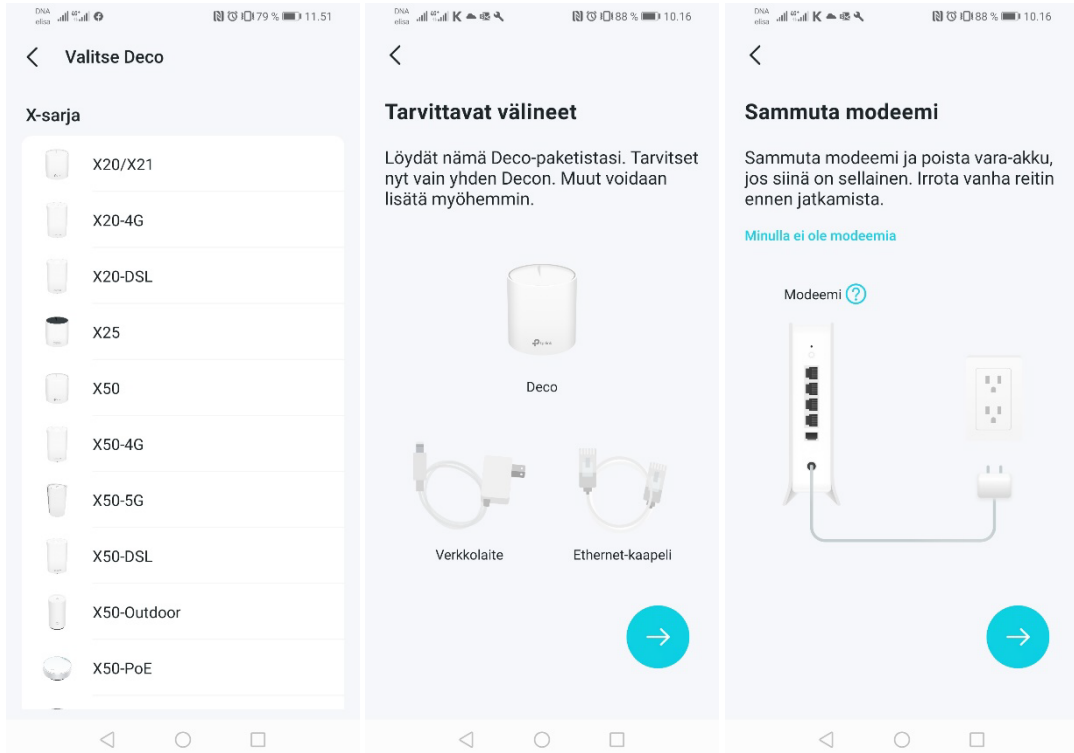 DNA
elisa
79 % 11.51
Valitse Deco
X-sarja
X20/X21
X20-4G
X20-DSL
X25
X50
X50-4G
X50-5G
X50-DSL
X50-Outdoor
X50-PoE
DNA
elisa
K
88 % 10.16
Tarvittavat välineet
Löydät nämä Deco-paketistasi. Tarvitset
nyt vain yhden Decon. Muut voidaan
lisätä myöhemmin.
Deco
Verkkolaite
Ethernet-kaapeli
DNA
elisa
K
88 % 10.16
Sammuta modeemi
Sammuta modeemi ja poista vara-akku,
jos siinä on sellainen. Irrota vanha reitin
ennen jatkamista.
Minulla ei ole modeemia
Modeemi ?